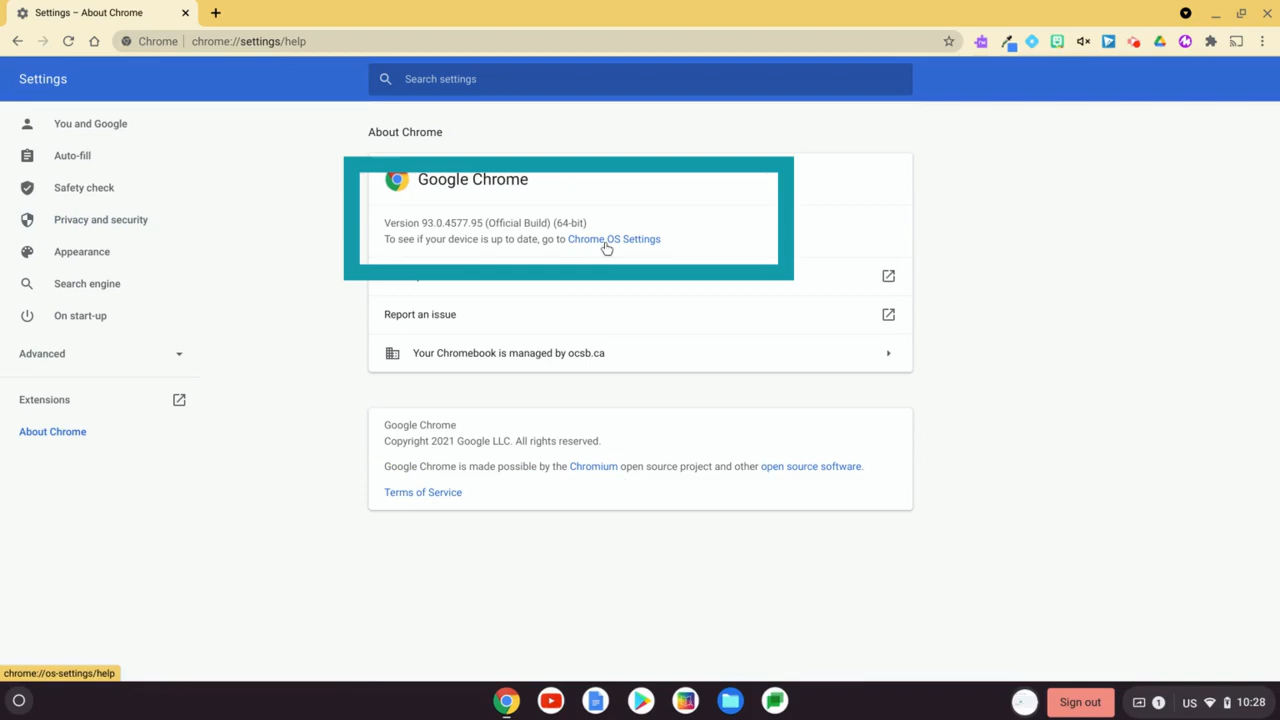 Settings – About Chrome
Chrome
chrome://settings/help
Settings
Search settings
You and Google
Auto-fill
Safety check
Privacy and security
Appearance
Search engine
On start-up
Advanced
Extensions
About Chrome
About Chrome
Google Chrome
Version 93.0.4577.95 (Official Build) (64-bit)
To see if your device is up to date, go to Chrome OS Settings
Report an issue
Your Chromebook is managed by ocsb.ca
Google Chrome
Copyright 2021 Google LLC. All rights reserved.
Google Chrome is made possible by the Chromium open source project and other open source software.
Terms of Service
chrome://os-settings/help
Sign out
1
US
10:28